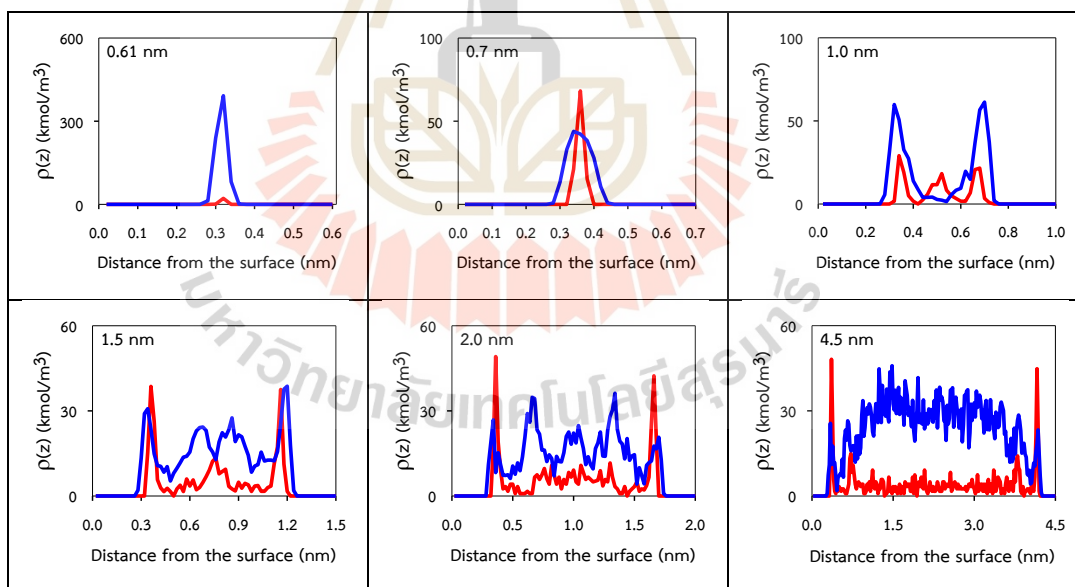 0.61 nm
ρ(z) (kmol/m³)
600
300
0
0.0 0.1 0.2 0.3 0.4 0.5 0.6
Distance from the surface (nm)
0.7 nm
ρ(z) (kmol/m³)
100
50
0
0.0 0.1 0.2 0.3 0.4 0.5 0.6 0.7
Distance from the surface (nm)
1.0 nm
ρ(z) (kmol/m³)
100
50
0
0.0 0.2 0.4 0.6 0.8 1.0
Distance from the surface (nm)
1.5 nm
ρ(z) (kmol/m³)
60
30
0
0.0 0.3 0.6 0.9 1.2 1.5
Distance from the surface (nm)
2.0 nm
ρ(z) (kmol/m³)
60
30
0
0.0 0.5 1.0 1.5 2.0
Distance from the surface (nm)
4.5 nm
ρ(z) (kmol/m³)
60
30
0
0.0 1.5 3.0 4.5
Distance from the surface (nm)
มหาวิทยาลัยเทคโนโลยีสุรนารี